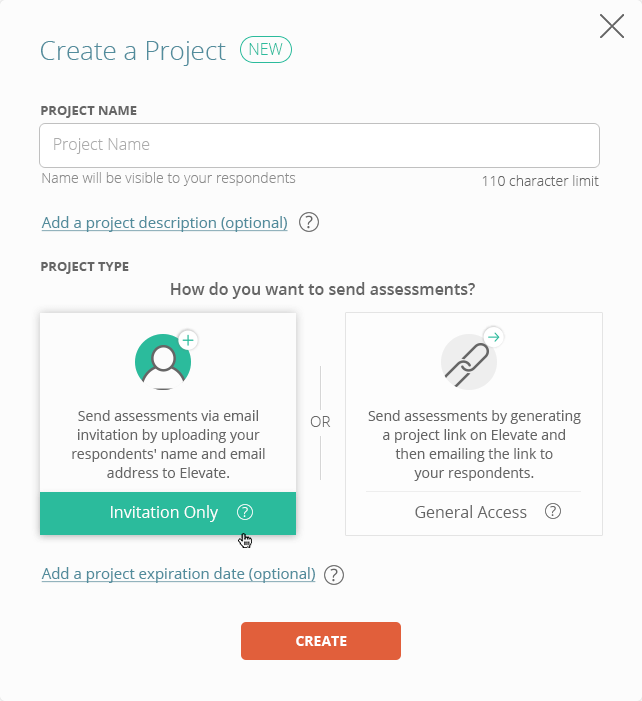 Create a Project NEW
PROJECT NAME
Project Name
Name will be visible to your respondents
110 character limit
Add a project description (optional) ?
PROJECT TYPE
How do you want to send assessments?
Send assessments via email
invitation by uploading your
respondents' name and email
address to Elevate.
Invitation Only ?
OR
Send assessments by generating
a project link on Elevate and
then emailing the link to
your respondents.
General Access ?
Add a project expiration date (optional) ?
CREATE